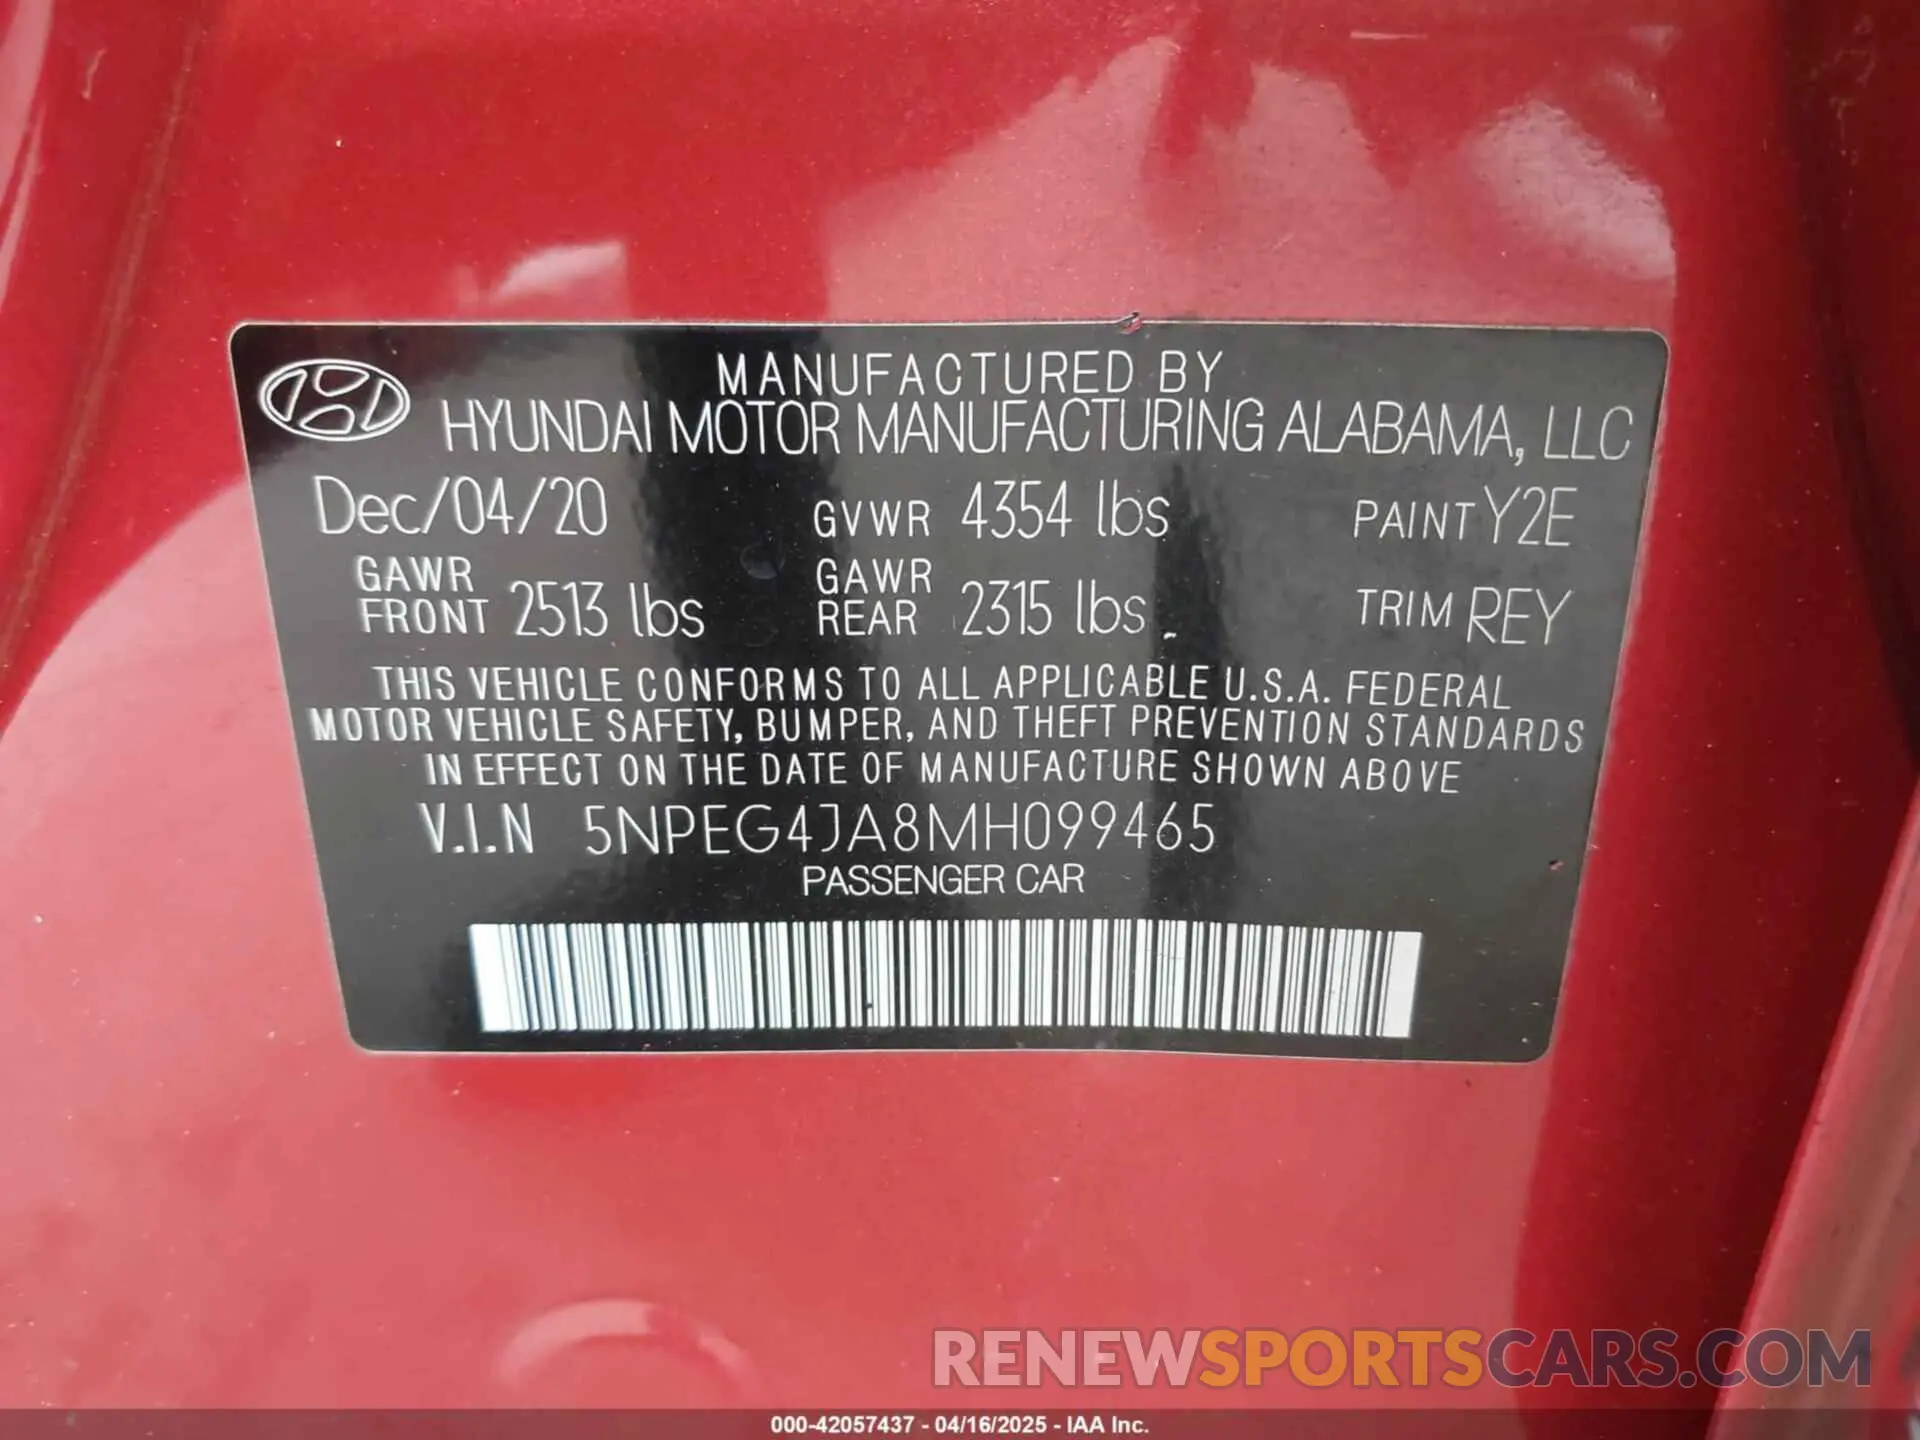 MANUFACTURED BY
HYUNDAI MOTOR MANUFACTURING ALABAMA, LLC
Dec/04/20 GVWR 4354 lbs PAINT Y2E
GAWR FRONT 2513 lbs GAWR REAR 2315 lbs TRIM REY
THIS VEHICLE CONFORMS TO ALL APPLICABLE U.S.A. FEDERAL
MOTOR VEHICLE SAFETY, BUMPER, AND THEFT PREVENTION STANDARDS
IN EFFECT ON THE DATE OF MANUFACTURE SHOWN ABOVE
V.I.N 5NPEG4JA8MH099465
PASSENGER CAR
RENEWSPORTSCARS.COM
000-42057437 - 04/16/2025 - IAA Inc.